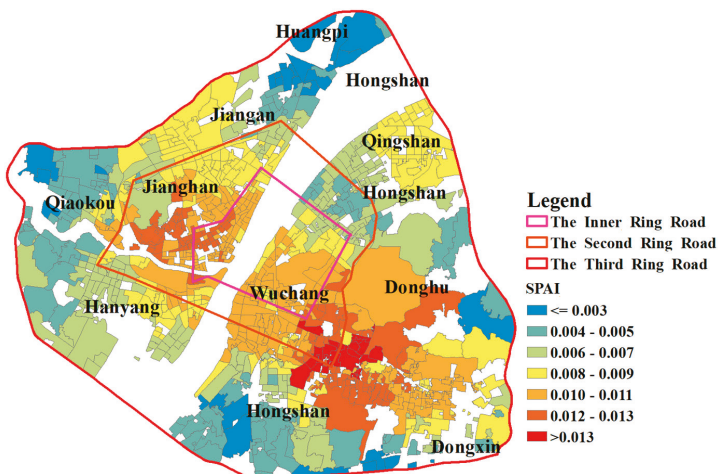 Huangpi
Hongshan
Jiangan
Qingshan
Jianghan
Hongshan
Qiaokou
Donghu
Wuchang
Hanyang
Hongshan
Dongxin
Legend
The Inner Ring Road
The Second Ring Road
The Third Ring Road
SPAI
<= 0.003
0.004 - 0.005
0.006 - 0.007
0.008 - 0.009
0.010 - 0.011
0.012 - 0.013
>0.013